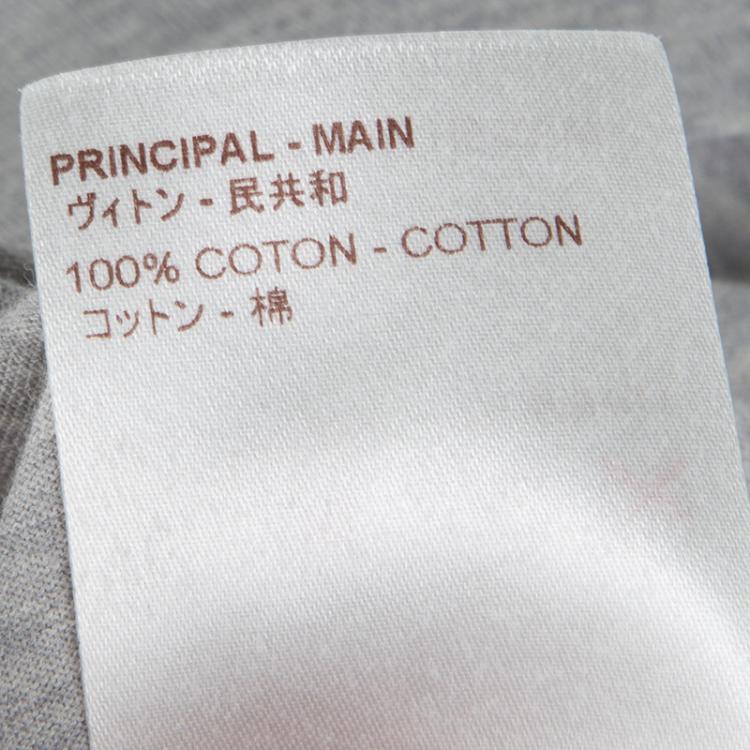 PRINCIPAL - MAIN
ヴィトン - 民共和
100% COTON - COTTON
コットン - 棉